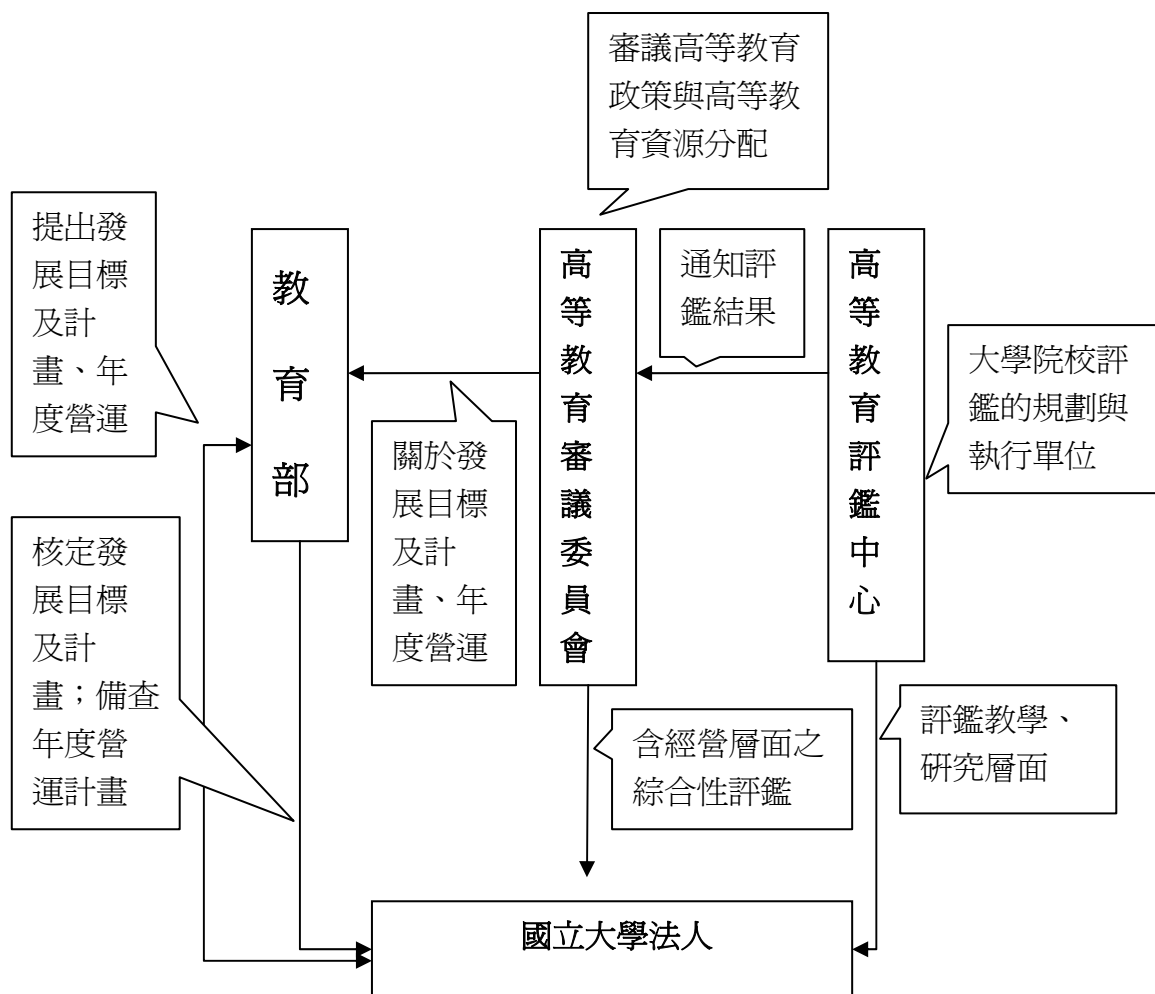 審議高等教育
政策與高等教
育資源分配
提出發
展目標
及計
畫、年
度營運
教育部
高等教育審議委員會
通知評
鑑結果
高等教育評鑑中心
大學院校評
鑑的規劃與
執行單位
關於發
展目標
及計
畫、年
度營運
核定發
展目標
及計
畫；備查
年度營
運計畫
含經營層面之
綜合性評鑑
評鑑教學、
研究層面
國立大學法人